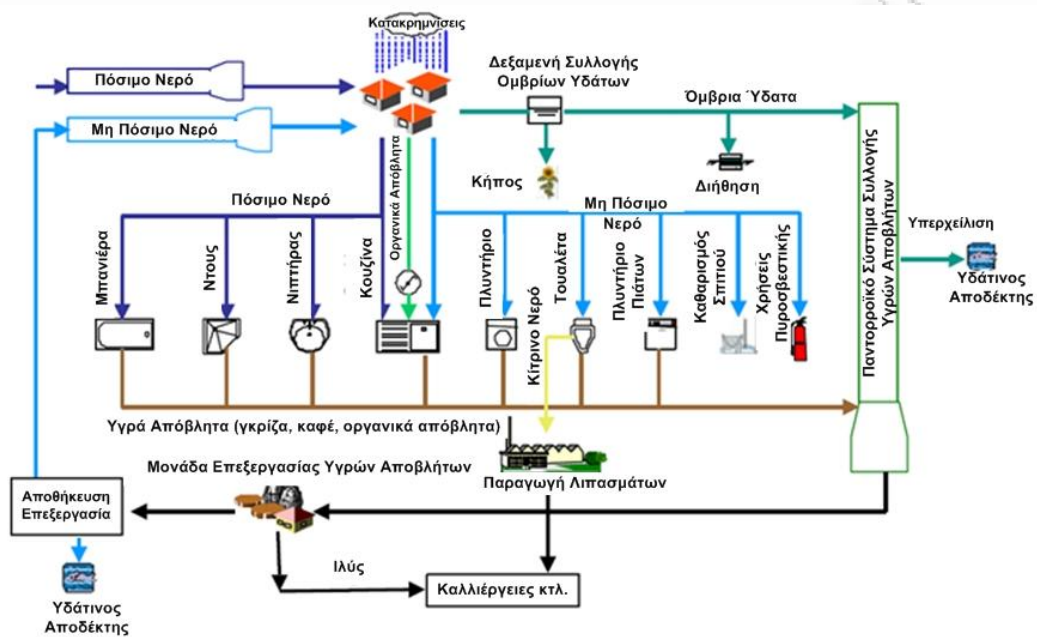 Κατακρημνίσεις
Πόσιμο Νερό
Μη Πόσιμο Νερό
Δεξαμενή Συλλογής
Ομβρίων Υδάτων
Όμβρια Ύδατα
Κήπος
Διήθηση
Οργανικά Απόβλητα
Πόσιμο Νερό
Μη Πόσιμο
Νερό
Μπανιέρα
Ντους
Νιπτήρας
Κουζίνα
Πλυντήριο
Τουαλέτα
Πλυντήριο
Πιάτων
Καθαρισμός
Σπιτιού
Χρήσεις
Πυροσβεστικής
Παντορροϊκό Σύστημα Συλλογής
Υγρών Αποβλήτων
Υπερχείλιση
Υδάτινος
Αποδέκτης
Κίτρινο Νερό
Υγρά Απόβλητα (γκρίζα, καφέ, οργανικά απόβλητα)
Μονάδα Επεξεργασίας Υγρών Αποβλήτων
Παραγωγή Λιπασμάτων
Αποθήκευση
Επεξεργασία
Ιλύς
Καλλιέργειες κτλ.
Υδάτινος
Αποδέκτης